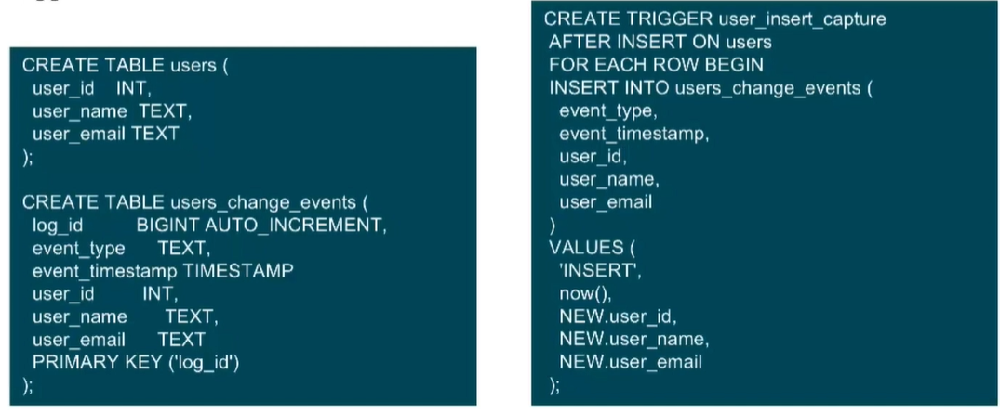 CREATE TABLE users (
user_id INT,
user_name TEXT,
user_email TEXT
);
CREATE TABLE users_change_events (
log_id BIGINT AUTO_INCREMENT,
event_type TEXT,
event_timestamp TIMESTAMP
user_id INT,
user_name TEXT,
user_email TEXT
PRIMARY KEY ('log_id')
);
CREATE TRIGGER user_insert_capture
AFTER INSERT ON users
FOR EACH ROW BEGIN
INSERT INTO users_change_events (
event_type,
event_timestamp,
user_id,
user_name,
user_email
)
VALUES (
'INSERT',
now(),
NEW.user_id,
NEW.user_name,
NEW.user_email
);